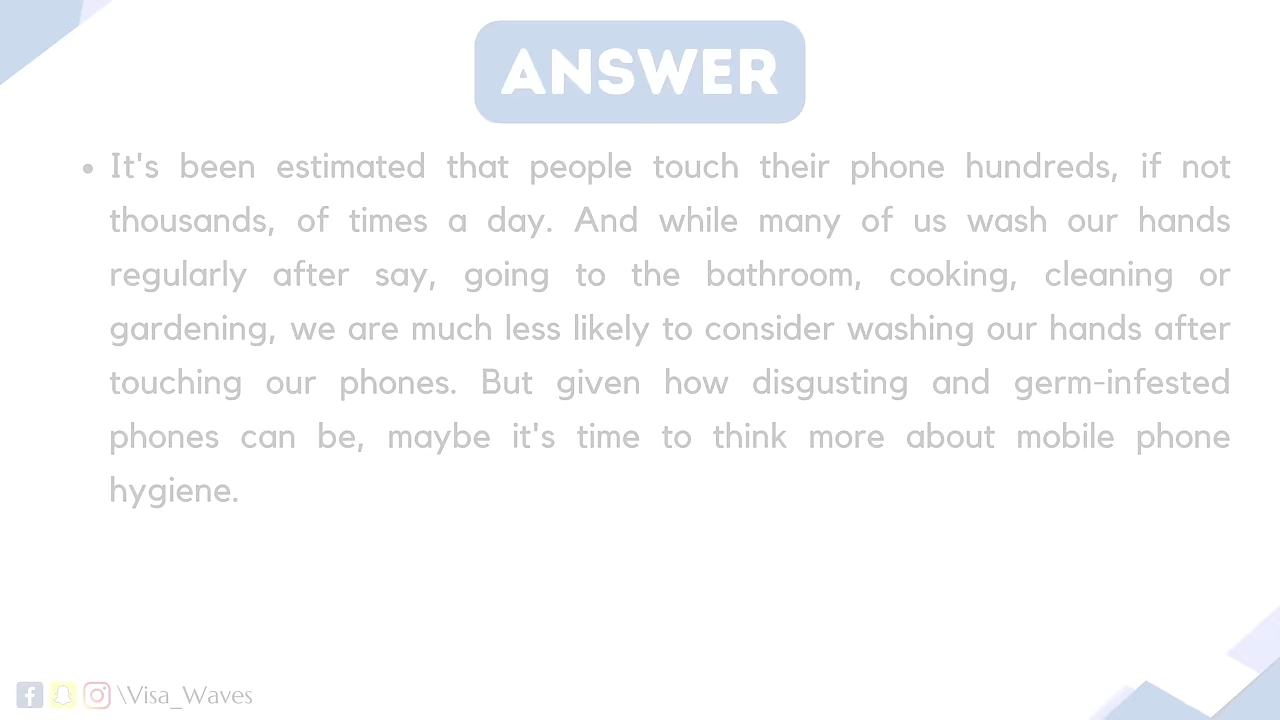 ANSWER
• It's been estimated that people touch their phone hundreds, if not
thousands, of times a day. And while many of us wash our hands
regularly after say, going to the bathroom, cooking, cleaning or
gardening, we are much less likely to consider washing our hands after
touching our phones. But given how disgusting and germ-infested
phones can be, maybe it's time to think more about mobile phone
hygiene.
\Visa_Waves